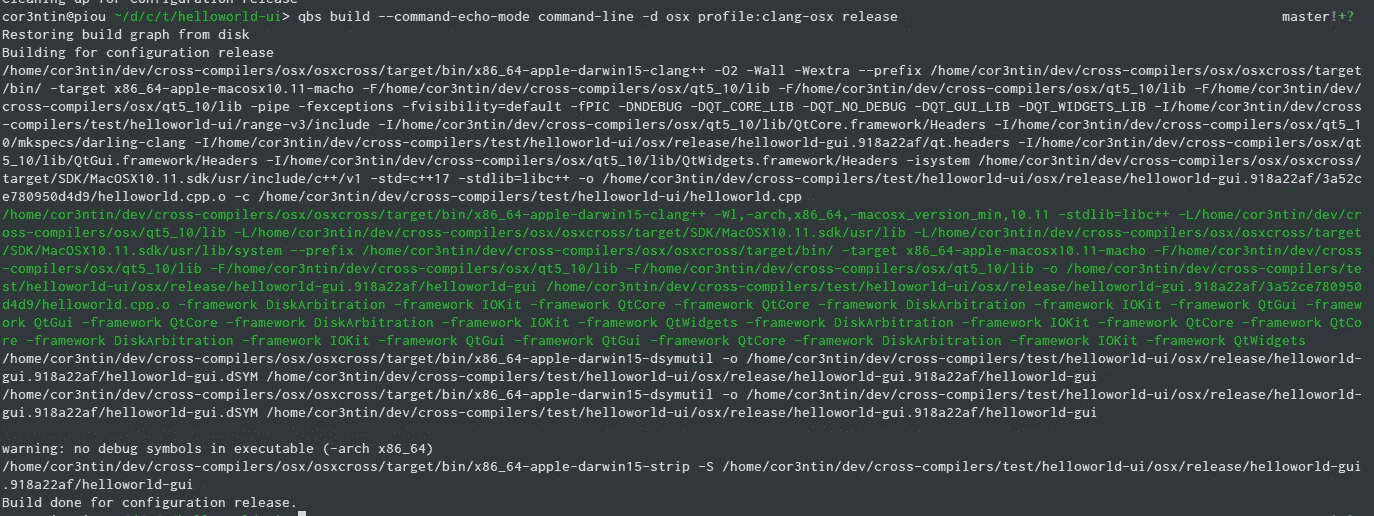 Cleaning up for configuration release
cor3ntin@piou ~/d/c/t/helloworld-ui> qbs build --command-echo-mode command-line -d osx profile:clang-osx release master!+?
Restoring build graph from disk
Building for configuration release
/home/cor3ntin/dev/cross-compilers/osx/osxcross/target/bin/x86_64-apple-darwin15-clang++ -O2 -Wall -Wextra --prefix /home/cor3ntin/dev/cross-compilers/osx/osxcross/target
/bin/ -target x86_64-apple-macosx10.11-macho -F/home/cor3ntin/dev/cross-compilers/osx/qt5_10/lib -F/home/cor3ntin/dev/cross-compilers/osx/qt5_10/lib -F/home/cor3ntin/dev/
cross-compilers/osx/qt5_10/lib -pipe -fexceptions -fvisibility-default -fPIC -DNDEBUG -DQT_CORE_LIB -DQT_NO_DEBUG -DQT_GUI_LIB -DQT_WIDGETS_LIB -I/home/cor3ntin/dev/cross
-compilers/test/helloworld-ui/range-v3/include -I/home/cor3ntin/dev/cross-compilers/osx/qt5_10/lib/QtCore.framework/Headers -I/home/cor3ntin/dev/cross-compilers/osx/qt5_1
0/mkspecs/darling-clang -I/home/cor3ntin/dev/cross-compilers/test/helloworld-ui/osx/release/helloworld-gui.918a22af/qt.headers -I/home/cor3ntin/dev/cross-compilers/osx/qt
5_10/lib/QtGui.framework/Headers -I/home/cor3ntin/dev/cross-compilers/osx/qt5_10/lib/QtWidgets.framework/Headers -isystem /home/cor3ntin/dev/cross-compilers/osx/osxcross/
target/SDK/MacOSX10.11.sdk/usr/include/c++/v1 -std=c++17 -stdlib=libc++ -o /home/cor3ntin/dev/cross-compilers/test/helloworld-ui/osx/release/helloworld-gui.918a22af/3a52c
e780950d4d9/helloworld.cpp.o -c /home/cor3ntin/dev/cross-compilers/test/helloworld-ui/helloworld.cpp
/home/cor3ntin/dev/cross-compilers/osx/osxcross/target/bin/x86_64-apple-darwin15-clang++ -Wl,-arch,x86_64,-macosx_version_min,10.11 -stdlib=libc++ -L/home/cor3ntin/dev/cr
oss-compilers/osx/qt5_10/lib -L/home/cor3ntin/dev/cross-compilers/osx/osxcross/target/SDK/MacOSX10.11.sdk/usr/lib -L/home/cor3ntin/dev/cross-compilers/osx/osxcross/target
/SDK/MacOSX10.11.sdk/usr/lib/system --prefix /home/cor3ntin/dev/cross-compilers/osx/osxcross/target/bin/ -target x86_64-apple-macosx10.11-macho -F/home/cor3ntin/dev/cross
-compilers/osx/qt5_10/lib -F/home/cor3ntin/dev/cross-compilers/osx/qt5_10/lib -F/home/cor3ntin/dev/cross-compilers/osx/qt5_10/lib -o /home/cor3ntin/dev/cross-compilers/te
st/helloworld-ui/osx/release/helloworld-gui.918a22af/helloworld-gui /home/cor3ntin/dev/cross-compilers/test/helloworld-ui/osx/release/helloworld-gui.918a22af/3a52ce780950
d4d9/helloworld.cpp.o -framework DiskArbitration -framework IOKit -framework QtCore -framework QtCore -framework DiskArbitration -framework IOKit -framework QtGui -framew
ork QtGui -framework QtCore -framework DiskArbitration -framework IOKit -framework QtWidgets -framework DiskArbitration -framework IOKit -framework QtCore -framework QtCo
re -framework DiskArbitration -framework IOKit -framework QtGui -framework QtGui -framework QtCore -framework DiskArbitration -framework IOKit -framework QtWidgets
/home/cor3ntin/dev/cross-compilers/osx/osxcross/target/bin/x86_64-apple-darwin15-dsymutil -o /home/cor3ntin/dev/cross-compilers/test/helloworld-ui/osx/release/helloworld-
gui.918a22af/helloworld-gui.dSYM /home/cor3ntin/dev/cross-compilers/test/helloworld-ui/osx/release/helloworld-gui.918a22af/helloworld-gui
/home/cor3ntin/dev/cross-compilers/osx/osxcross/target/bin/x86_64-apple-darwin15-dsymutil -o /home/cor3ntin/dev/cross-compilers/test/helloworld-ui/osx/release/helloworld-
gui.918a22af/helloworld-gui.dSYM /home/cor3ntin/dev/cross-compilers/test/helloworld-ui/osx/release/helloworld-gui.918a22af/helloworld-gui
warning: no debug symbols in executable (-arch x86_64)
/home/cor3ntin/dev/cross-compilers/osx/osxcross/target/bin/x86_64-apple-darwin15-strip -S /home/cor3ntin/dev/cross-compilers/test/helloworld-ui/osx/release/helloworld-gui
.918a22af/helloworld-gui
Build done for configuration release.